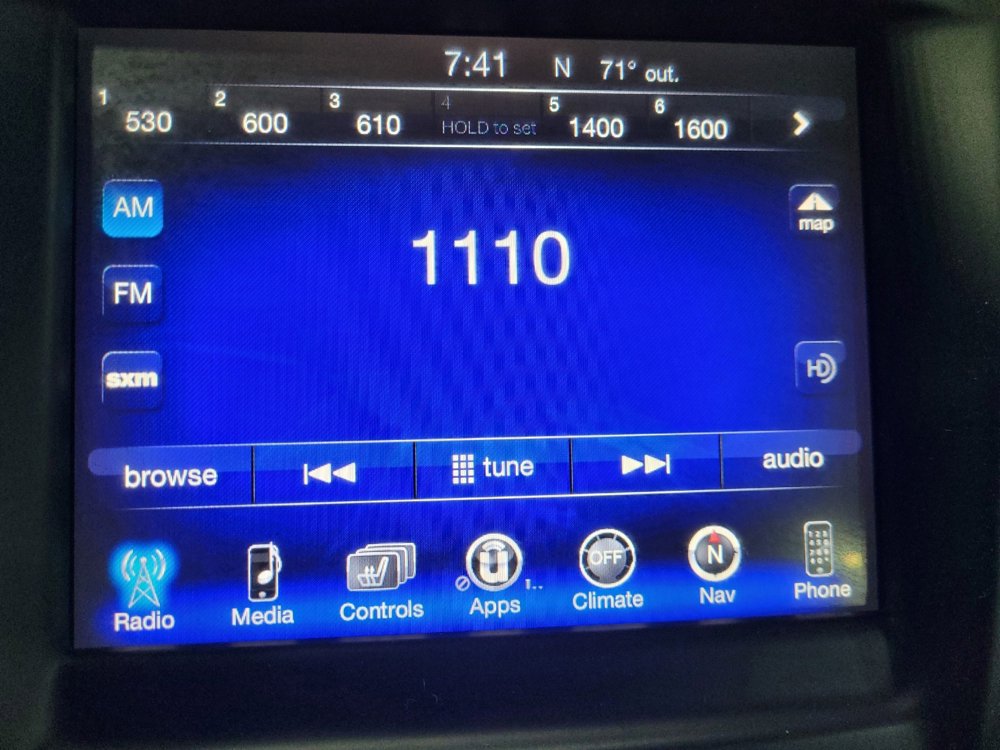 7:41 N 71° out.
1 2 3 4 5 6
530 600 610 HOLD to set 1400 1600
AM
map
1110
FM
HD
sxm
browse tune audio
OFF N
Radio Media Controls Apps Climate Nav Phone